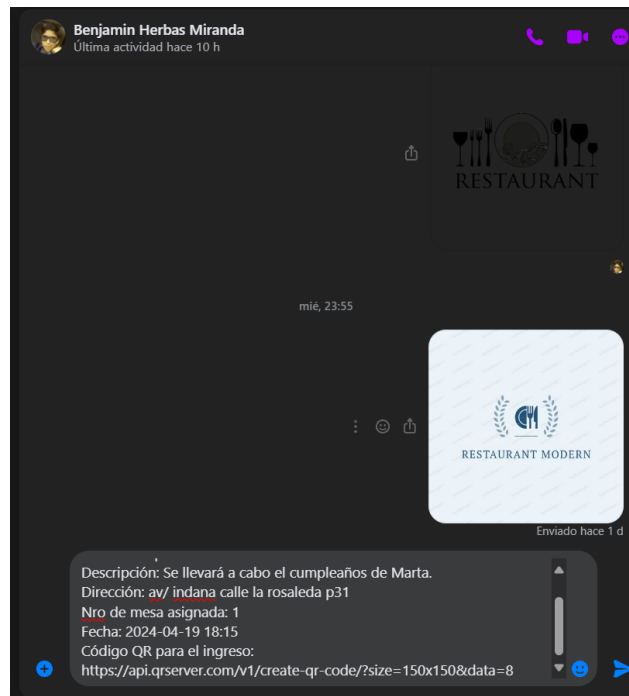 Benjamin Herbas Miranda
Última actividad hace 10 h
RESTAURANT
mié, 23:55
RESTAURANT MODERN
Enviado hace 1 d
Descripción: Se llevará a cabo el cumpleaños de Marta.
Dirección: av/ indana calle la rosaleda p31
Nro de mesa asignada: 1
Fecha: 2024-04-19 18:15
Código QR para el ingreso:
https://api.qrserver.com/v1/create-qr-code/?size=150x150&data=8